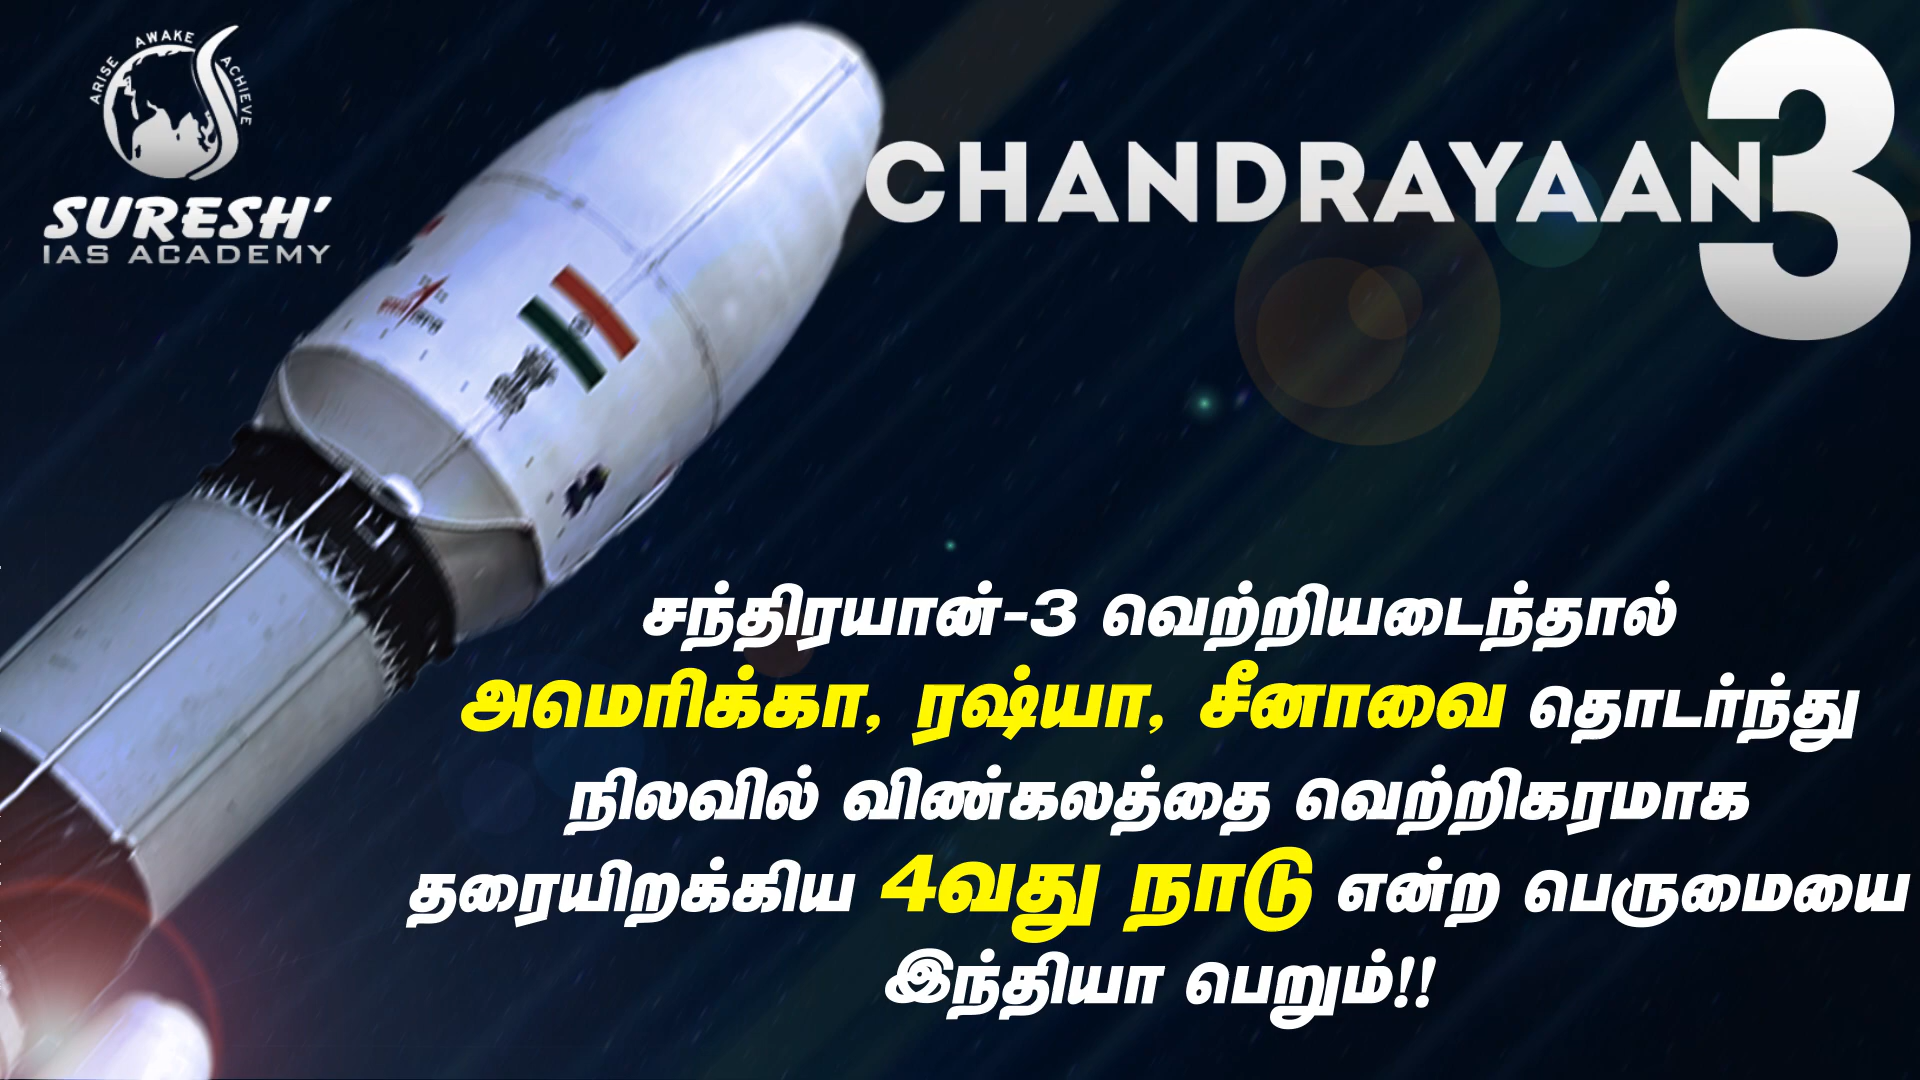 ARISE AWAKE ACHIEVE
SURESH'
IAS ACADEMY
CHANDRAYAAN 3
சந்திரயான்-3 வெற்றியடைந்தால்
அமெரிக்கா, ரஷ்யா, சீனாவை தொடர்ந்து
நிலவில் விண்கலத்தை வெற்றிகரமாக
தரையிறக்கிய 4வது நாடு என்ற பெருமையை
இந்தியா பெறும்!!